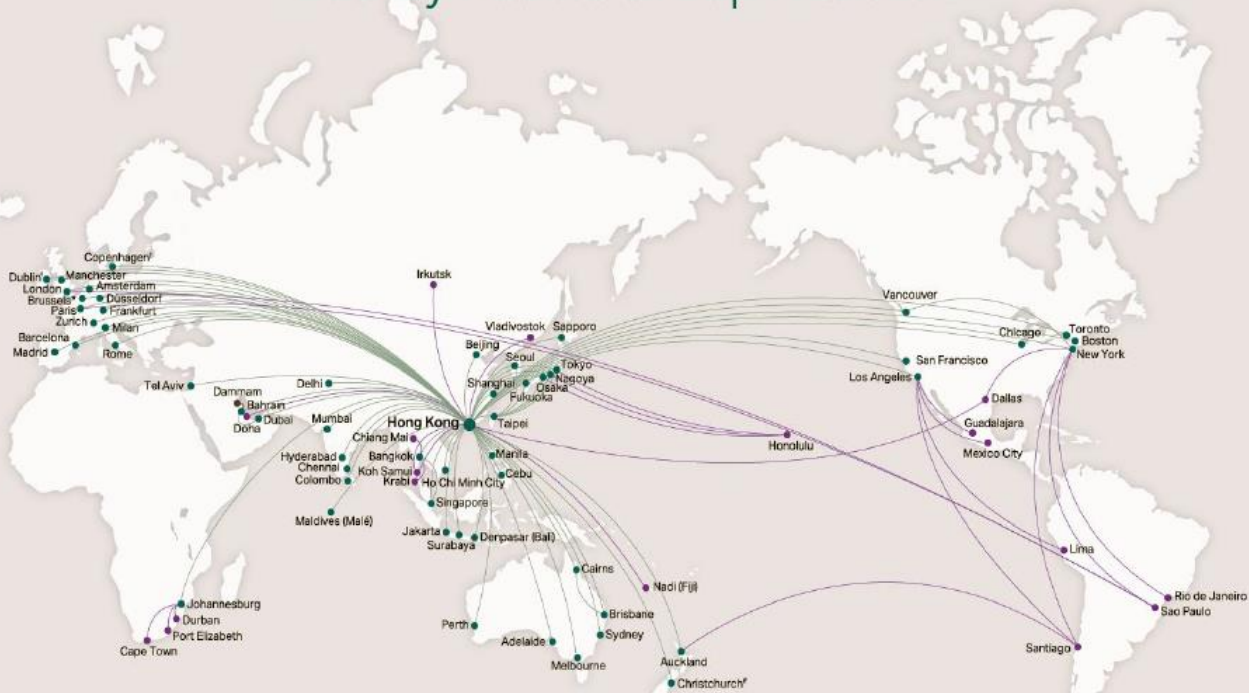 Copenhagen¹
Dublin¹
Manchester
London
Amsterdam
Brussels*
Düsseldorf
Paris
Frankfurt
Zurich
Milan
Barcelona
Madrid
Rome
Irkutsk
Vladivostok
Sapporo
Beijing
Seoul
Tokyo
Nagoya
Osaka
Shanghai
Fukuoka
Tel Aviv
Dammam
Bahrain
Dubai
Doha
Delhi
Mumbai
Hong Kong
Taipei
Chiang Mai
Hyderabad
Bangkok
Manila
Chennai
Koh Samui
Cebu
Colombo
Krabi
Ho Chi Minh City
Singapore
Maldives (Malé)
Jakarta
Surabaya
Denpasar (Bali)
Cairns
Nadi (Fiji)
Johannesburg
Durban
Port Elizabeth
Cape Town
Perth
Brisbane
Adelaide
Sydney
Melbourne
Auckland
Christchurch#
Vancouver
Chicago
Toronto
Boston
New York
San Francisco
Los Angeles
Dallas
Guadalajara
Mexico City
Honolulu
Lima
Rio de Janeiro
Sao Paulo
Santiago